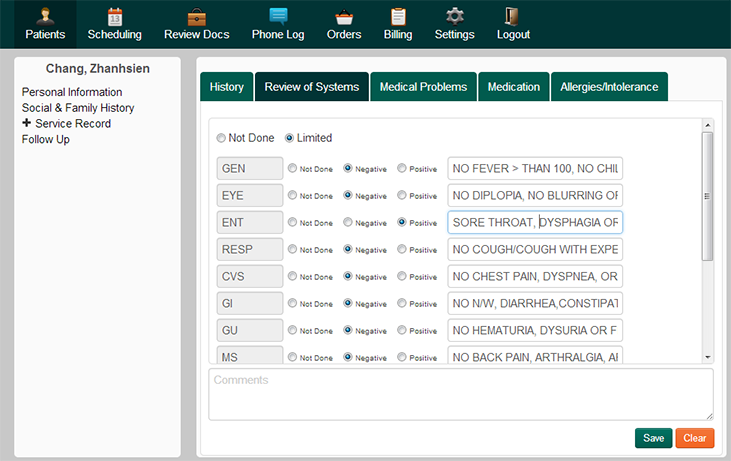 Patients Scheduling Review Docs Phone Log Orders Billing Settings Logout
Chang, Zhanhsien
Personal Information
Social & Family History
Service Record
Follow Up
History Review of Systems Medical Problems Medication Allergies/Intolerance
Not Done Limited
GEN Not Done Negative Positive NO FEVER > THAN 100, NO CHIL
EYE Not Done Negative Positive NO DIPLOPIA, NO BLURRING OF
ENT Not Done Negative Positive SORE THROAT, DYSPHAGIA OF
RESP Not Done Negative Positive NO COUGH/COUGH WITH EXPE
CVS Not Done Negative Positive NO CHEST PAIN, DYSPNEA, OR
GI Not Done Negative Positive NO N/W, DIARRHEA,CONSTIPAT
GU Not Done Negative Positive NO HEMATURIA, DYSURIA OR F
MS Not Done Negative Positive NO BACK PAIN, ARTHRALGIA,
Comments
Save Clear